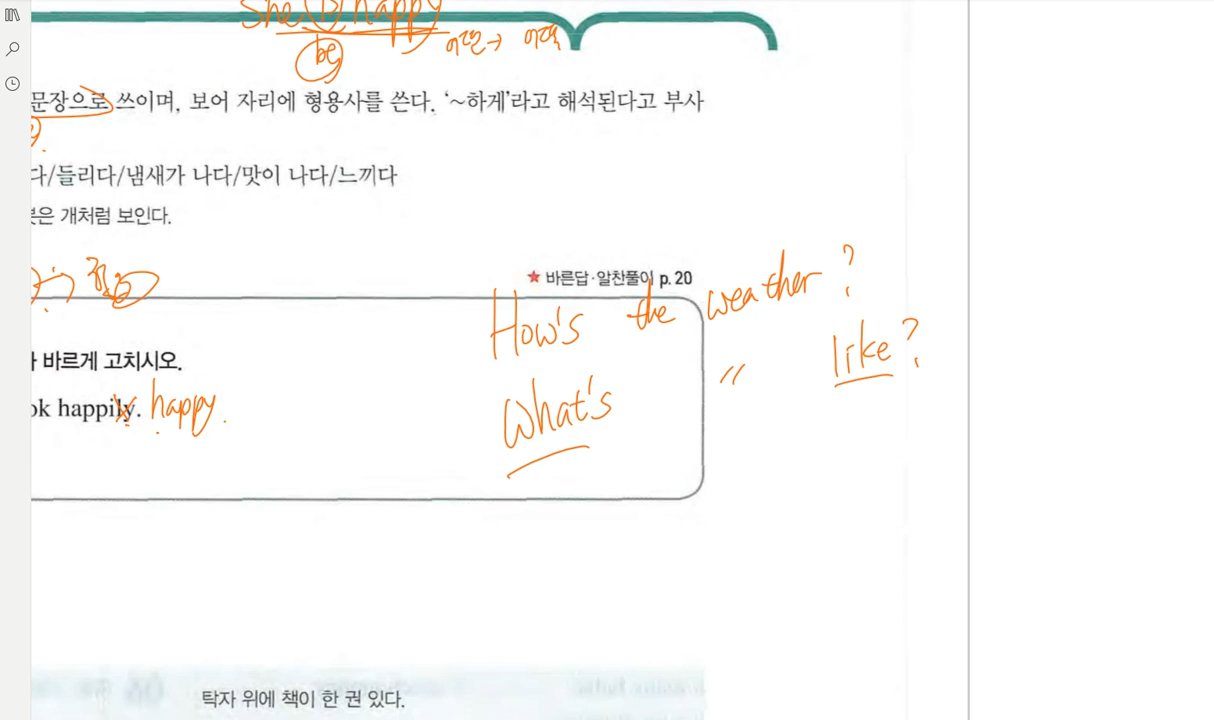 She is happy
be
어떤 → 어떤
문장으로 쓰이며, 보어 자리에 형용사를 쓴다. '~하게'라고 해석된다고 부사
다/들리다/냄새가 나다/맛이 나다/느끼다
은 개처럼 보인다.
★ 바른답·알찬풀이 p. 20
How's the weather?
바르게 고치시오.
What's 〃 like?
ok happily. happy.
탁자 위에 책이 한 권 있다.